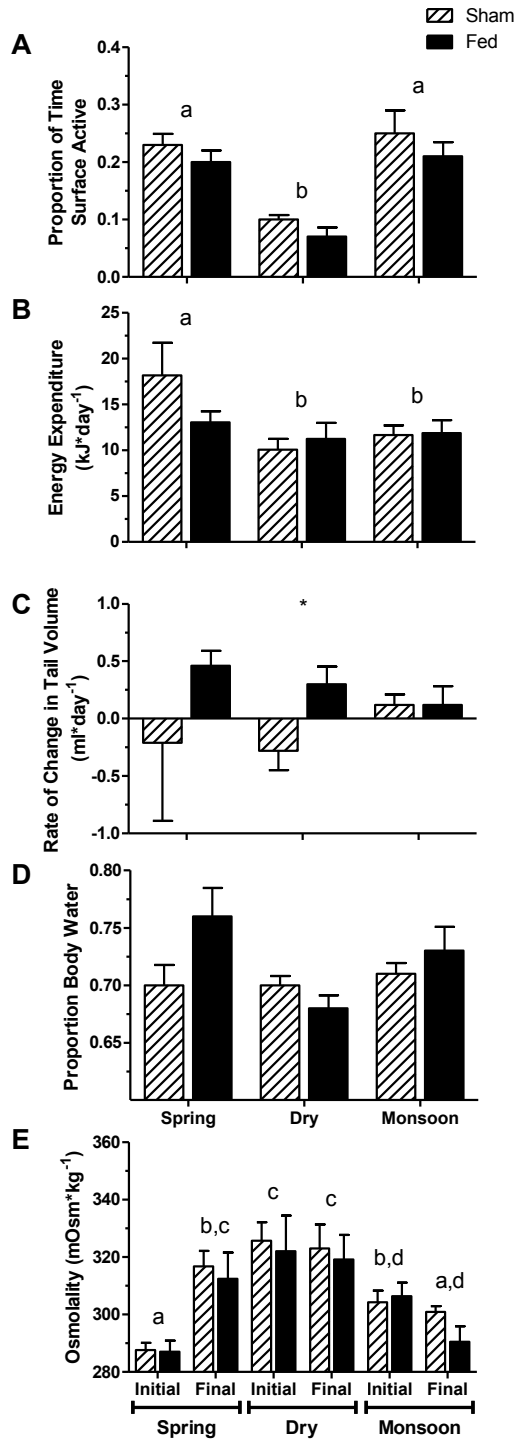 Sham
Fed
A
Proportion of Time
Surface Active
0.4
0.3
0.2
0.1
0.0
a
b
a
B
Energy Expenditure
(kJ*day-1)
25
20
15
10
5
0
a
b
b
C
Rate of Change in Tail Volume
(ml*day-1)
1.0
0.5
0.0
-0.5
-1.0
*
D
Proportion Body Water
0.80
0.75
0.70
0.65
Spring Dry Monsoon
E
Osmolality (mOsm*kg-1)
360
340
320
300
280
a
b,c
c
c
b,d
a,d
Initial Final Initial Final Initial Final
Spring Dry Monsoon